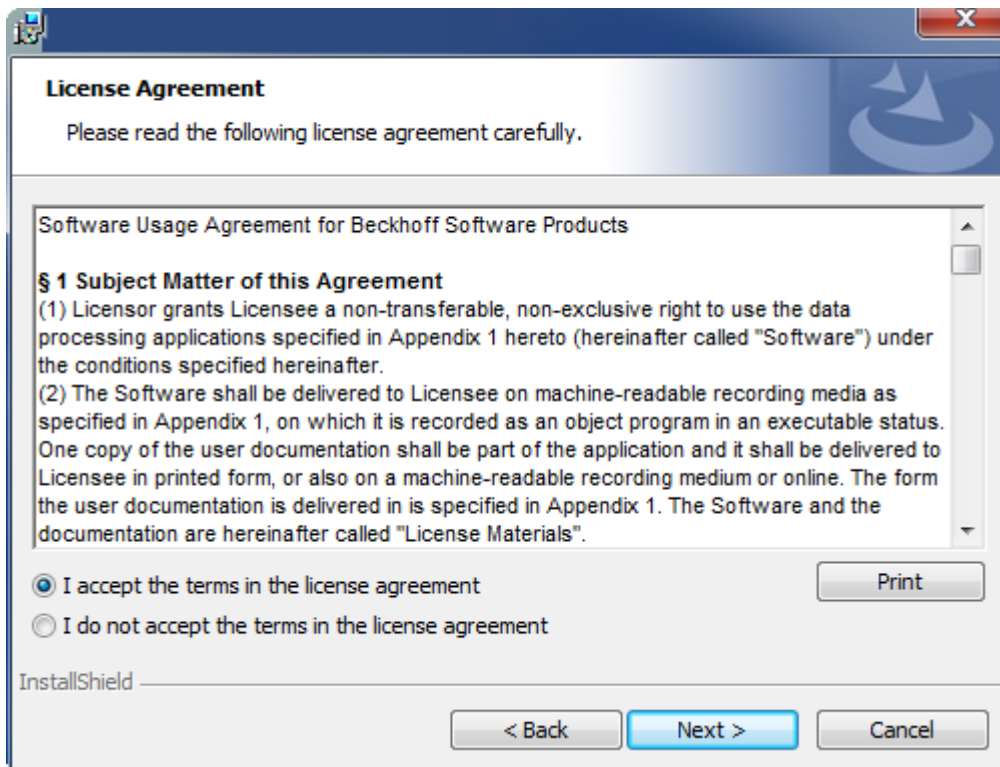 License Agreement
Please read the following license agreement carefully.
Software Usage Agreement for Beckhoff Software Products
§ 1 Subject Matter of this Agreement
(1) Licensor grants Licensee a non-transferable, non-exclusive right to use the data
processing applications specified in Appendix 1 hereto (hereinafter called "Software") under
the conditions specified hereinafter.
(2) The Software shall be delivered to Licensee on machine-readable recording media as
specified in Appendix 1, on which it is recorded as an object program in an executable status.
One copy of the user documentation shall be part of the application and it shall be delivered to
Licensee in printed form, or also on a machine-readable recording medium or online. The form
the user documentation is delivered in is specified in Appendix 1. The Software and the
documentation are hereinafter called "License Materials".
I accept the terms in the license agreement
Print
I do not accept the terms in the license agreement
InstallShield
< Back
Next >
Cancel